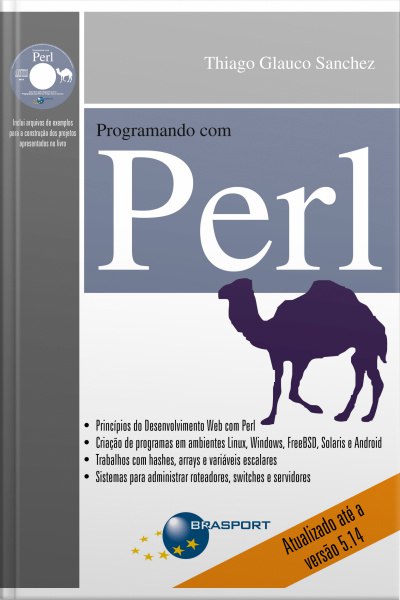 Perl
Inclui arquivos de exemplos
para a construção dos projetos
apresentados no livro
Thiago Glauco Sanchez
Programando com
Perl
• Princípios do Desenvolvimento Web com Perl
• Criação de programas em ambientes Linux, Windows, FreeBSD, Solaris e Android
• Trabalhos com hashes, arrays e variáveis escalares
• Sistemas para administrar roteadores, switches e servidores
BRASPORT
Atualizado até a
versão 5.14